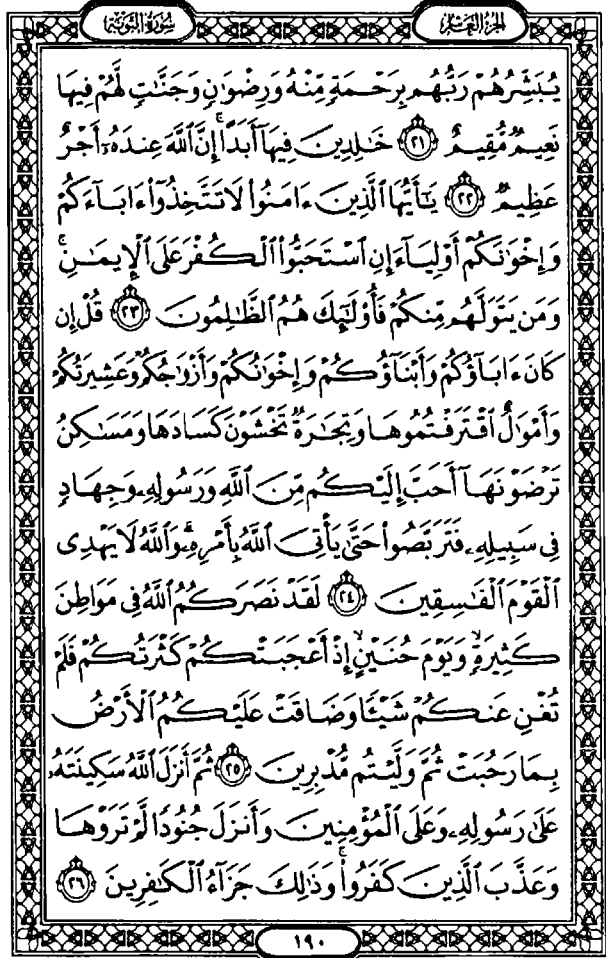 الجزء العاشر
سورة التوبة
يُبَشِّرُهُمْ رَبُّهُم بِرَحْمَةٍ مِّنْهُ وَرِضْوَٰنٍ وَجَنَّٰتٍ لَّهُمْ فِيهَا
نَعِيمٌ مُّقِيمٌ ﴿٢١﴾ خَٰلِدِينَ فِيهَآ أَبَدًا ۚ إِنَّ ٱللَّهَ عِندَهُۥٓ أَجْرٌ
عَظِيمٌ ﴿٢٢﴾ يَٰٓأَيُّهَا ٱلَّذِينَ ءَامَنُوا۟ لَا تَتَّخِذُوٓا۟ ءَابَآءَكُمْ
وَإِخْوَٰنَكُمْ أَوْلِيَآءَ إِنِ ٱسْتَحَبُّوا۟ ٱلْكُفْرَ عَلَى ٱلْإِيمَٰنِ ۚ
وَمَن يَتَوَلَّهُم مِّنكُمْ فَأُو۟لَٰٓئِكَ هُمُ ٱلظَّٰلِمُونَ ﴿٢٣﴾ قُلْ إِن
كَانَ ءَابَآؤُكُمْ وَأَبْنَآؤُكُمْ وَإِخْوَٰنُكُمْ وَأَزْوَٰجُكُمْ وَعَشِيرَتُكُمْ
وَأَمْوَٰلٌ ٱقْتَرَفْتُمُوهَا وَتِجَٰرَةٌ تَخْشَوْنَ كَسَادَهَا وَمَسَٰكِنُ
تَرْضَوْنَهَآ أَحَبَّ إِلَيْكُم مِّنَ ٱللَّهِ وَرَسُولِهِۦ وَجِهَادٍ
فِى سَبِيلِهِۦ فَتَرَبَّصُوا۟ حَتَّىٰ يَأْتِىَ ٱللَّهُ بِأَمْرِهِۦ ۗ وَٱللَّهُ لَا يَهْدِى
ٱلْقَوْمَ ٱلْفَٰسِقِينَ ﴿٢٤﴾ لَقَدْ نَصَرَكُمُ ٱللَّهُ فِى مَوَاطِنَ
كَثِيرَةٍ ۙ وَيَوْمَ حُنَيْنٍ ۙ إِذْ أَعْجَبَتْكُمْ كَثْرَتُكُمْ فَلَمْ
تُغْنِ عَنكُمْ شَيْـًٔا وَضَاقَتْ عَلَيْكُمُ ٱلْأَرْضُ
بِمَا رَحُبَتْ ثُمَّ وَلَّيْتُم مُّدْبِرِينَ ﴿٢٥﴾ ثُمَّ أَنزَلَ ٱللَّهُ سَكِينَتَهُۥ
عَلَىٰ رَسُولِهِۦ وَعَلَى ٱلْمُؤْمِنِينَ وَأَنزَلَ جُنُودًا لَّمْ تَرَوْهَا
وَعَذَّبَ ٱلَّذِينَ كَفَرُوا۟ ۚ وَذَٰلِكَ جَزَآءُ ٱلْكَٰفِرِينَ ﴿٢٦﴾
١٩٠